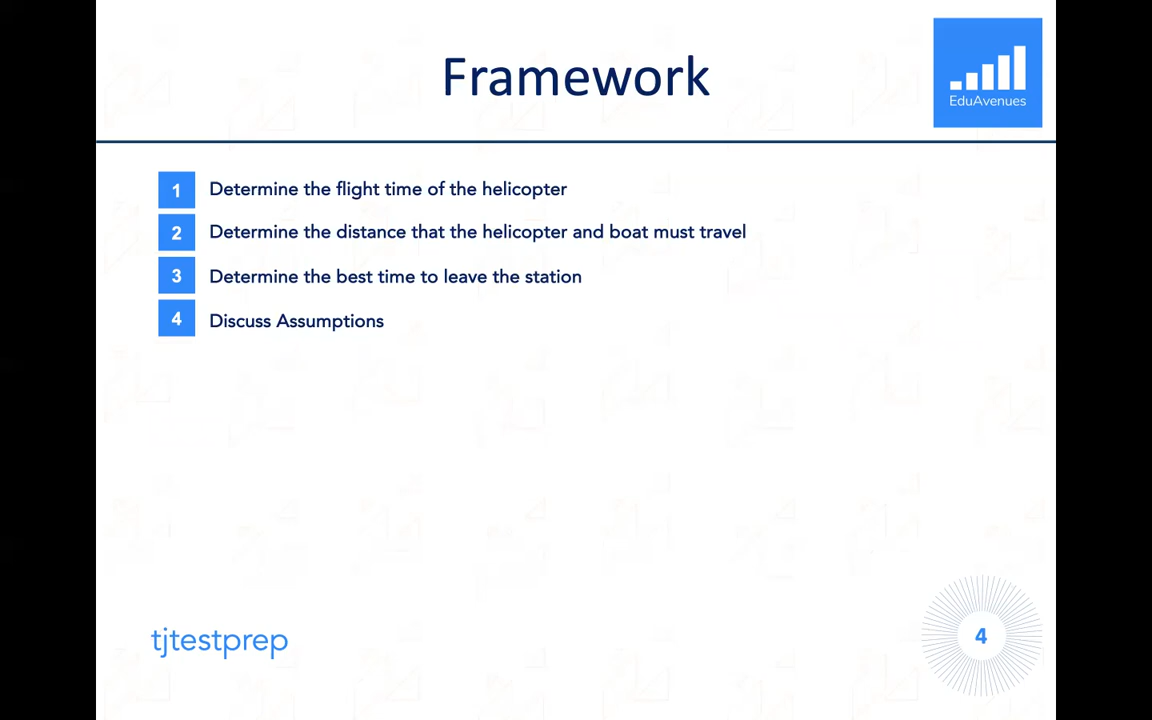 Framework
EduAvenues
1 Determine the flight time of the helicopter
2 Determine the distance that the helicopter and boat must travel
3 Determine the best time to leave the station
4 Discuss Assumptions
tjtestprep
4